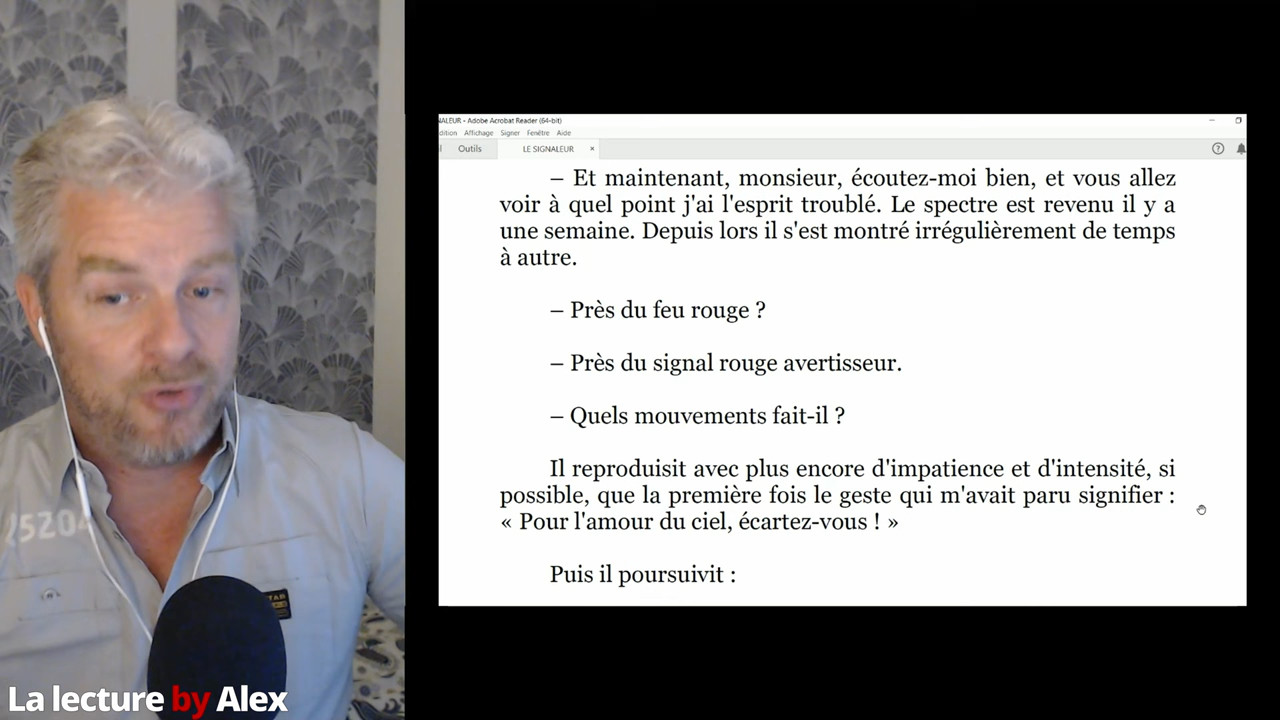 NALEUR - Adobe Acrobat Reader (64-bit)
dition Affichage Signer Fenêtre Aide
Outils LE SIGNALEUR ×
– Et maintenant, monsieur, écoutez-moi bien, et vous allez
voir à quel point j'ai l'esprit troublé. Le spectre est revenu il y a
une semaine. Depuis lors il s'est montré irrégulièrement de temps
à autre.
– Près du feu rouge ?
– Près du signal rouge avertisseur.
– Quels mouvements fait-il ?
Il reproduisit avec plus encore d'impatience et d'intensité, si
possible, que la première fois le geste qui m'avait paru signifier :
« Pour l'amour du ciel, écartez-vous ! »
Puis il poursuivit :
La lecture by Alex